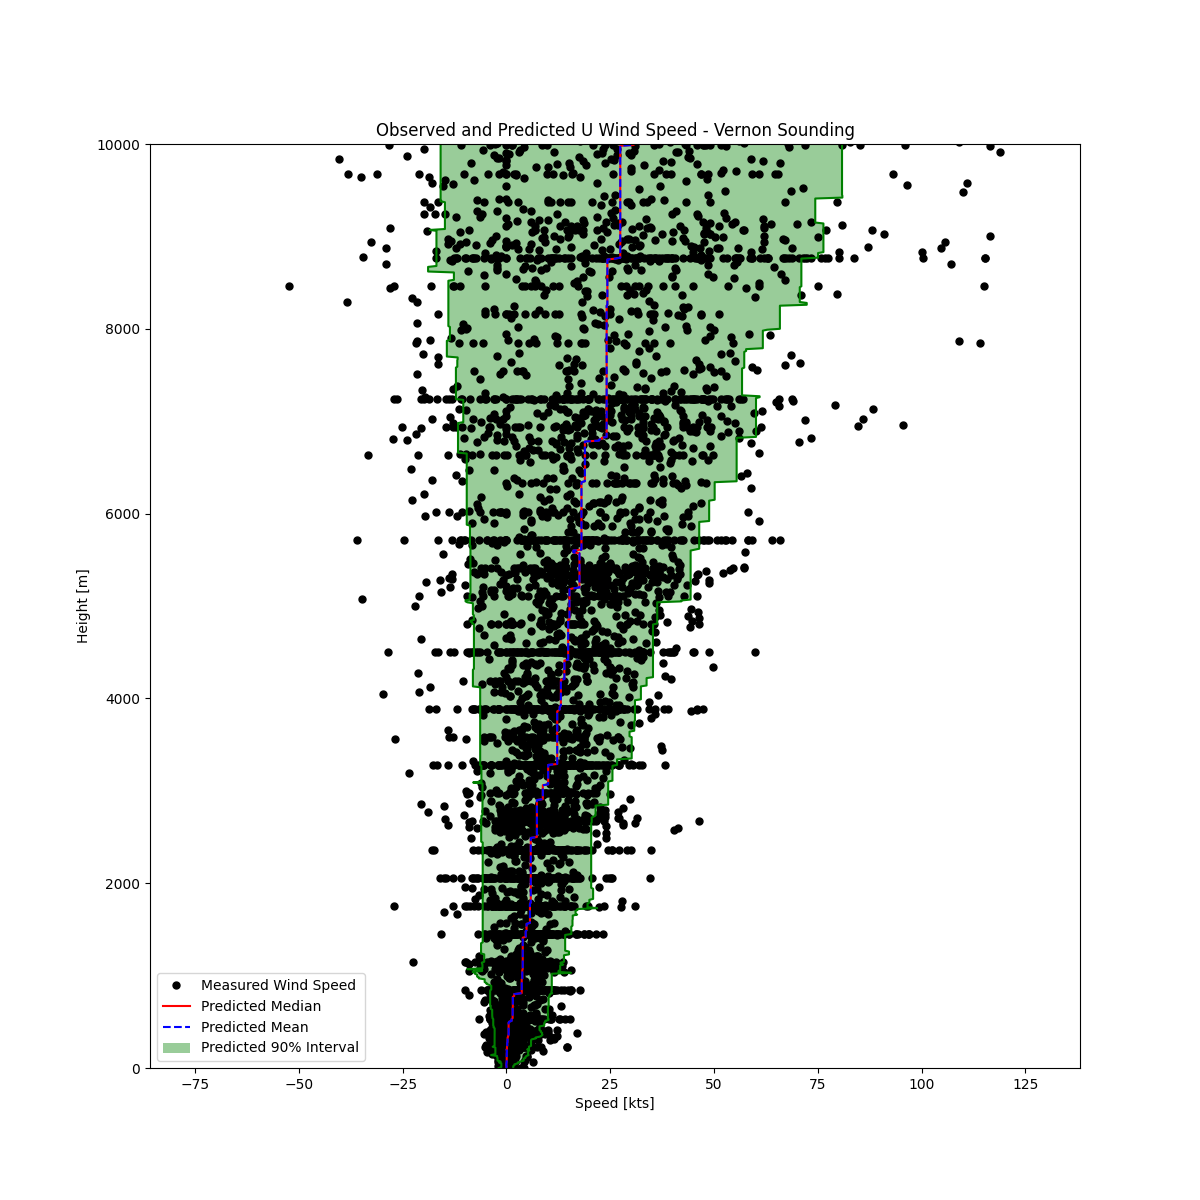 Observed and Predicted U Wind Speed - Vernon Sounding
10000
8000
6000
4000
2000
0
Height [m]
Measured Wind Speed
Predicted Median
Predicted Mean
Predicted 90% Interval
−75 −50 −25 0 25 50 75 100 125
Speed [kts]